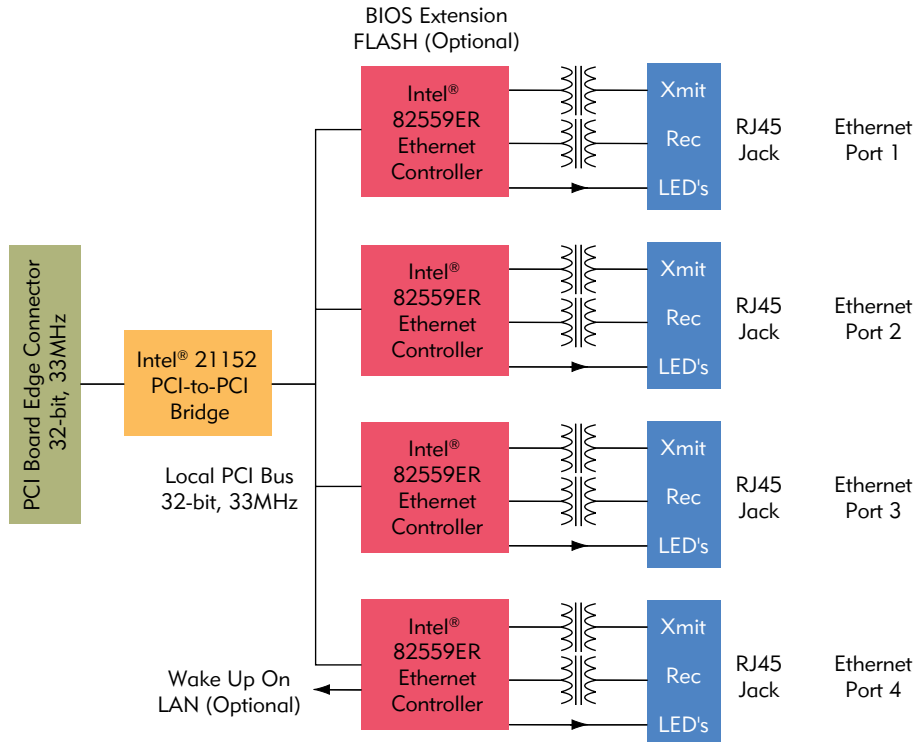 BIOS Extension
FLASH (Optional)
Intel®
82559ER
Ethernet
Controller
Xmit
Rec
LED's
RJ45
Jack
Ethernet
Port 1
Intel®
82559ER
Ethernet
Controller
Xmit
Rec
LED's
RJ45
Jack
Ethernet
Port 2
PCI Board Edge Connector
32-bit, 33MHz
Intel® 21152
PCI-to-PCI
Bridge
Local PCI Bus
32-bit, 33MHz
Intel®
82559ER
Ethernet
Controller
Xmit
Rec
LED's
RJ45
Jack
Ethernet
Port 3
Wake Up On
LAN (Optional)
Intel®
82559ER
Ethernet
Controller
Xmit
Rec
LED's
RJ45
Jack
Ethernet
Port 4